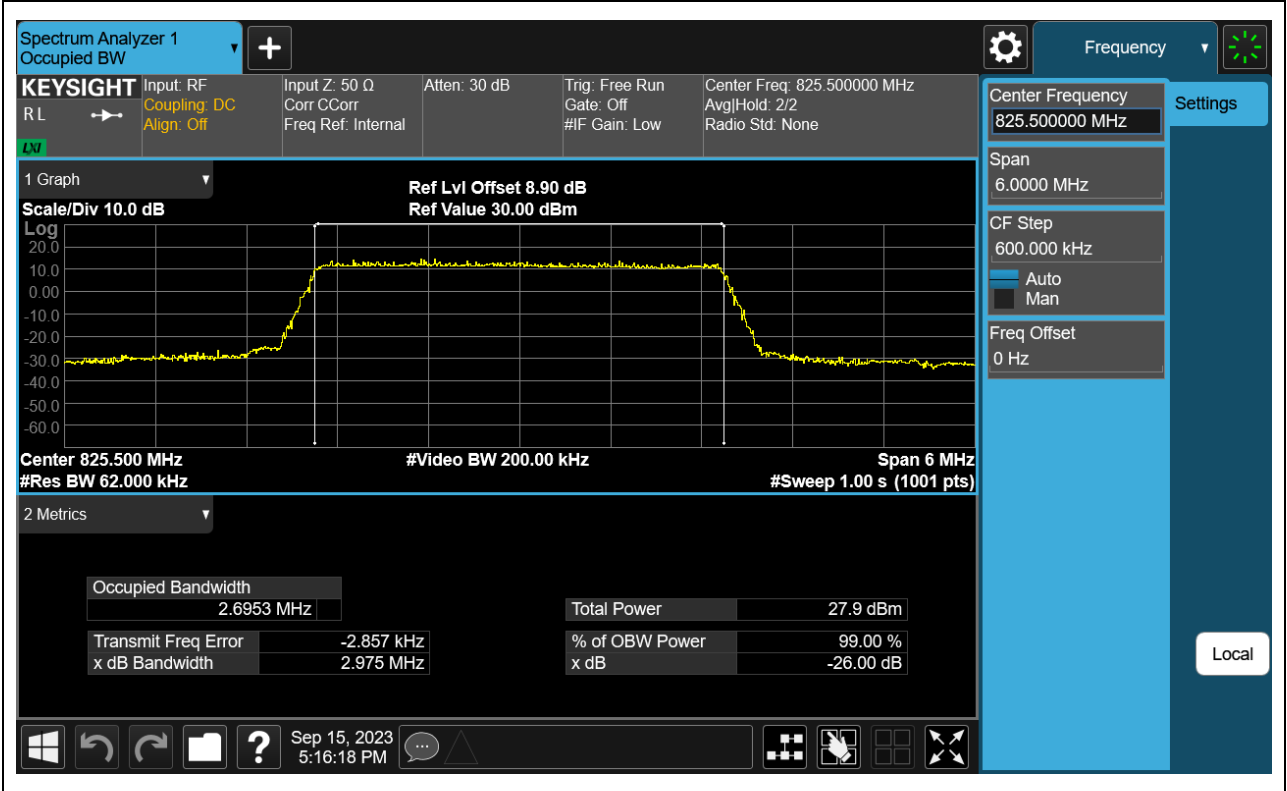 Spectrum Analyzer 1
Occupied BW
+
Frequency
KEYSIGHT
R L
LXI
Input: RF
Coupling: DC
Align: Off
Input Z: 50 Ω
Corr CCorr
Freq Ref: Internal
Atten: 30 dB
Trig: Free Run
Gate: Off
#IF Gain: Low
Center Freq: 825.500000 MHz
Avg|Hold: 2/2
Radio Std: None
Center Frequency
825.500000 MHz
Settings
Span
6.0000 MHz
CF Step
600.000 kHz
Auto
Man
Freq Offset
0 Hz
Local
1 Graph
Scale/Div 10.0 dB
Ref Lvl Offset 8.90 dB
Ref Value 30.00 dBm
Log
20.0
10.0
0.00
-10.0
-20.0
-30.0
-40.0
-50.0
-60.0
Center 825.500 MHz
#Video BW 200.00 kHz
Span 6 MHz
#Res BW 62.000 kHz
#Sweep 1.00 s (1001 pts)
2 Metrics
Occupied Bandwidth
2.6953 MHz
Total Power 27.9 dBm
Transmit Freq Error -2.857 kHz
% of OBW Power 99.00 %
x dB Bandwidth 2.975 MHz
x dB -26.00 dB
?
Sep 15, 2023
5:16:18 PM